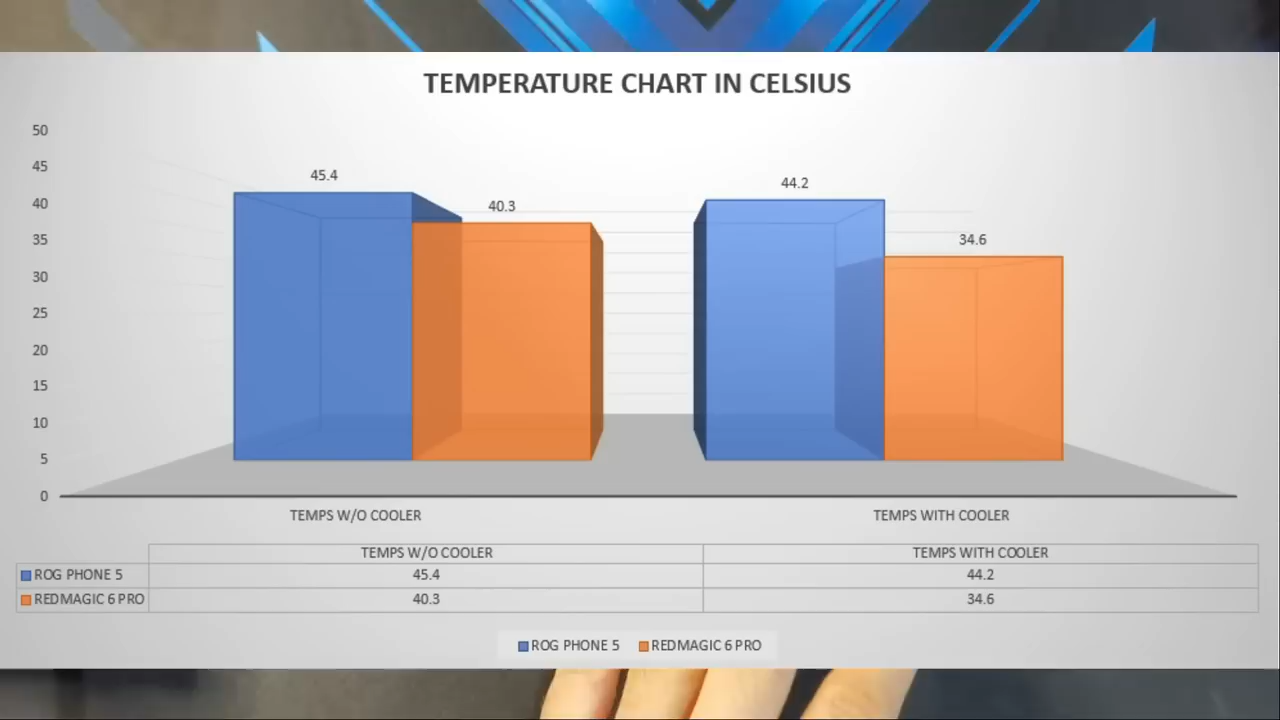 TEMPERATURE CHART IN CELSIUS
50
45
40
35
30
25
20
15
10
5
0
45.4
40.3
44.2
34.6
TEMPS W/O COOLER TEMPS WITH COOLER
TEMPS W/O COOLER TEMPS WITH COOLER
ROG PHONE 5 45.4 44.2
REDMAGIC 6 PRO 40.3 34.6
ROG PHONE 5 REDMAGIC 6 PRO